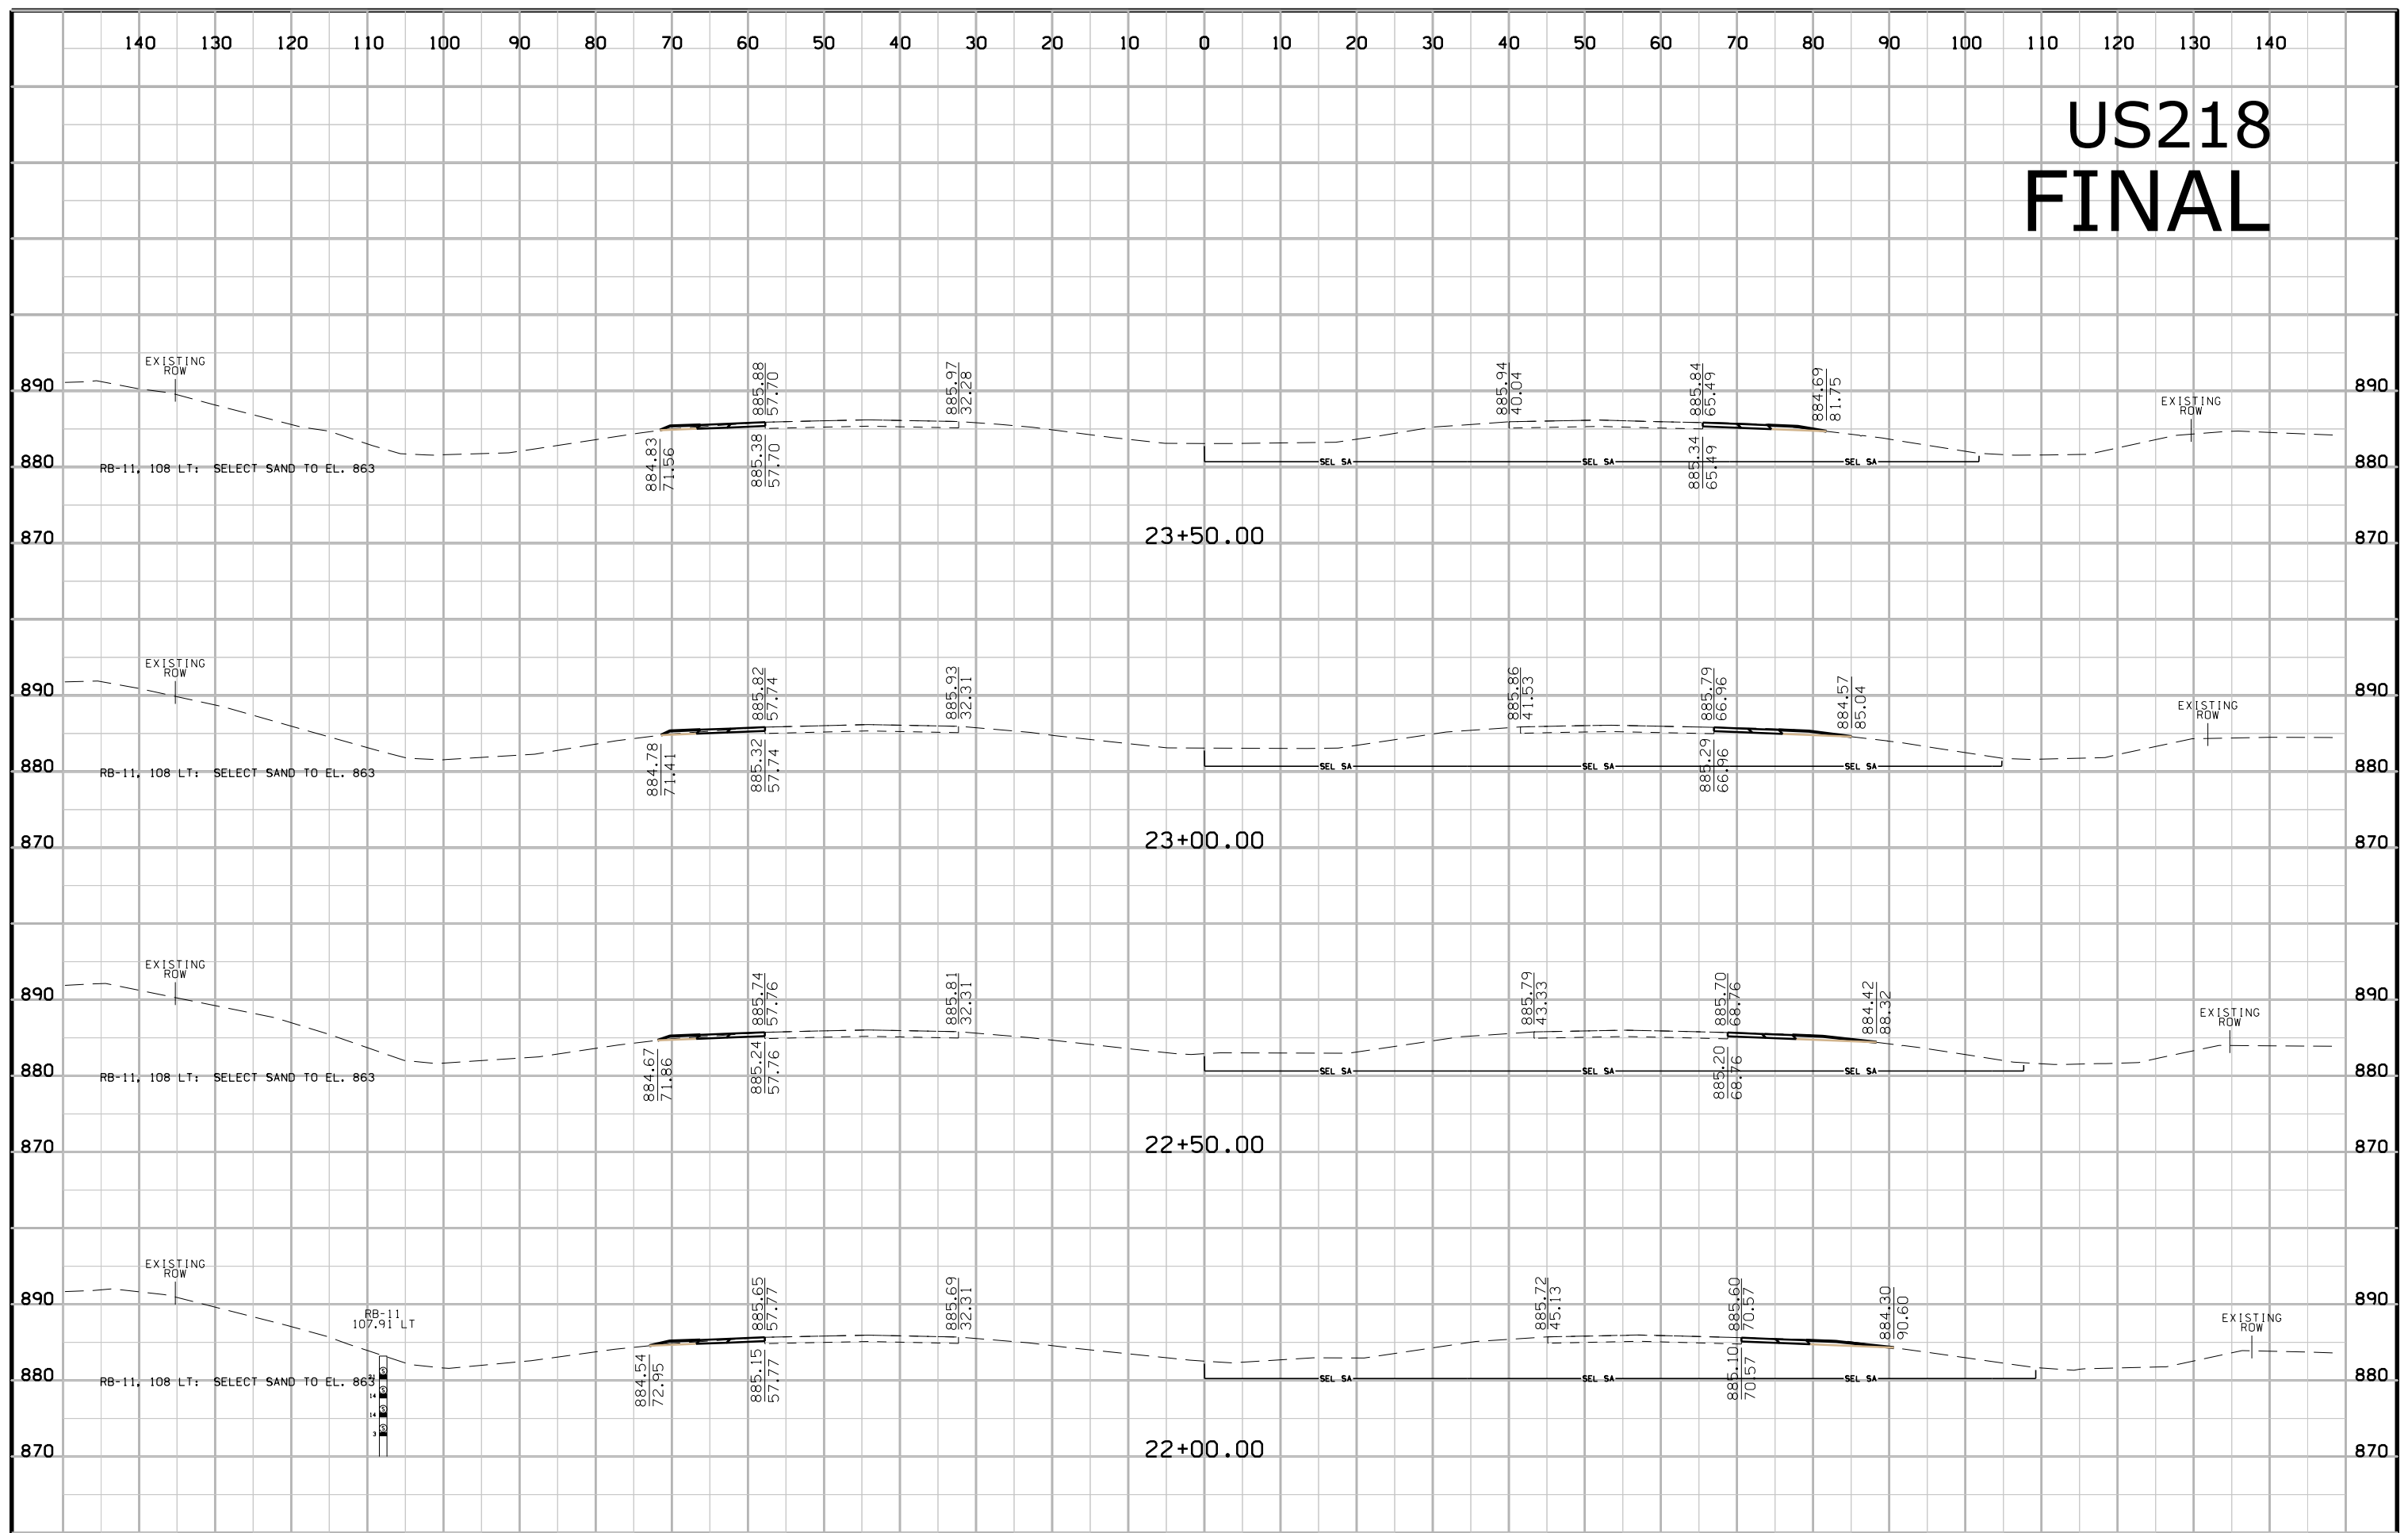 140 130 120 110 100 90 80 70 60 50 40 30 20 10 0 10 20 30 40 50 60 70 80 90 100 110 120 130 140
US218
FINAL
EXISTING
ROW
885.88
57.70
885.97
32.28
885.94
40.04
885.84
65.49
884.69
81.75
EXISTING
ROW
890 890
884.83
71.56
885.38
57.70
885.34
65.49
880 880
RB-11, 108 LT: SELECT SAND TO EL. 863
SEL SA SEL SA SEL SA
870 23+50.00 870
EXISTING
ROW
885.82
57.74
885.93
32.31
885.86
41.53
885.79
66.96
884.57
85.04
EXISTING
ROW
890 890
884.78
71.41
885.32
57.74
885.29
66.96
880 880
RB-11, 108 LT: SELECT SAND TO EL. 863
SEL SA SEL SA SEL SA
870 23+00.00 870
EXISTING
ROW
885.74
57.76
885.81
32.31
885.79
43.33
885.70
68.76
884.42
88.32
EXISTING
ROW
890 890
884.67
71.86
885.24
57.76
885.20
68.76
880 880
RB-11, 108 LT: SELECT SAND TO EL. 863
SEL SA SEL SA SEL SA
870 22+50.00 870
EXISTING
ROW
885.65
57.77
885.69
32.31
885.72
45.13
885.60
70.57
884.30
90.60
EXISTING
ROW
890 890
RB-11
107.91 LT
884.54
72.95
885.15
57.77
885.10
70.57
880 880
RB-11, 108 LT: SELECT SAND TO EL. 863
SEL SA SEL SA SEL SA
14
14
3
870 22+00.00 870